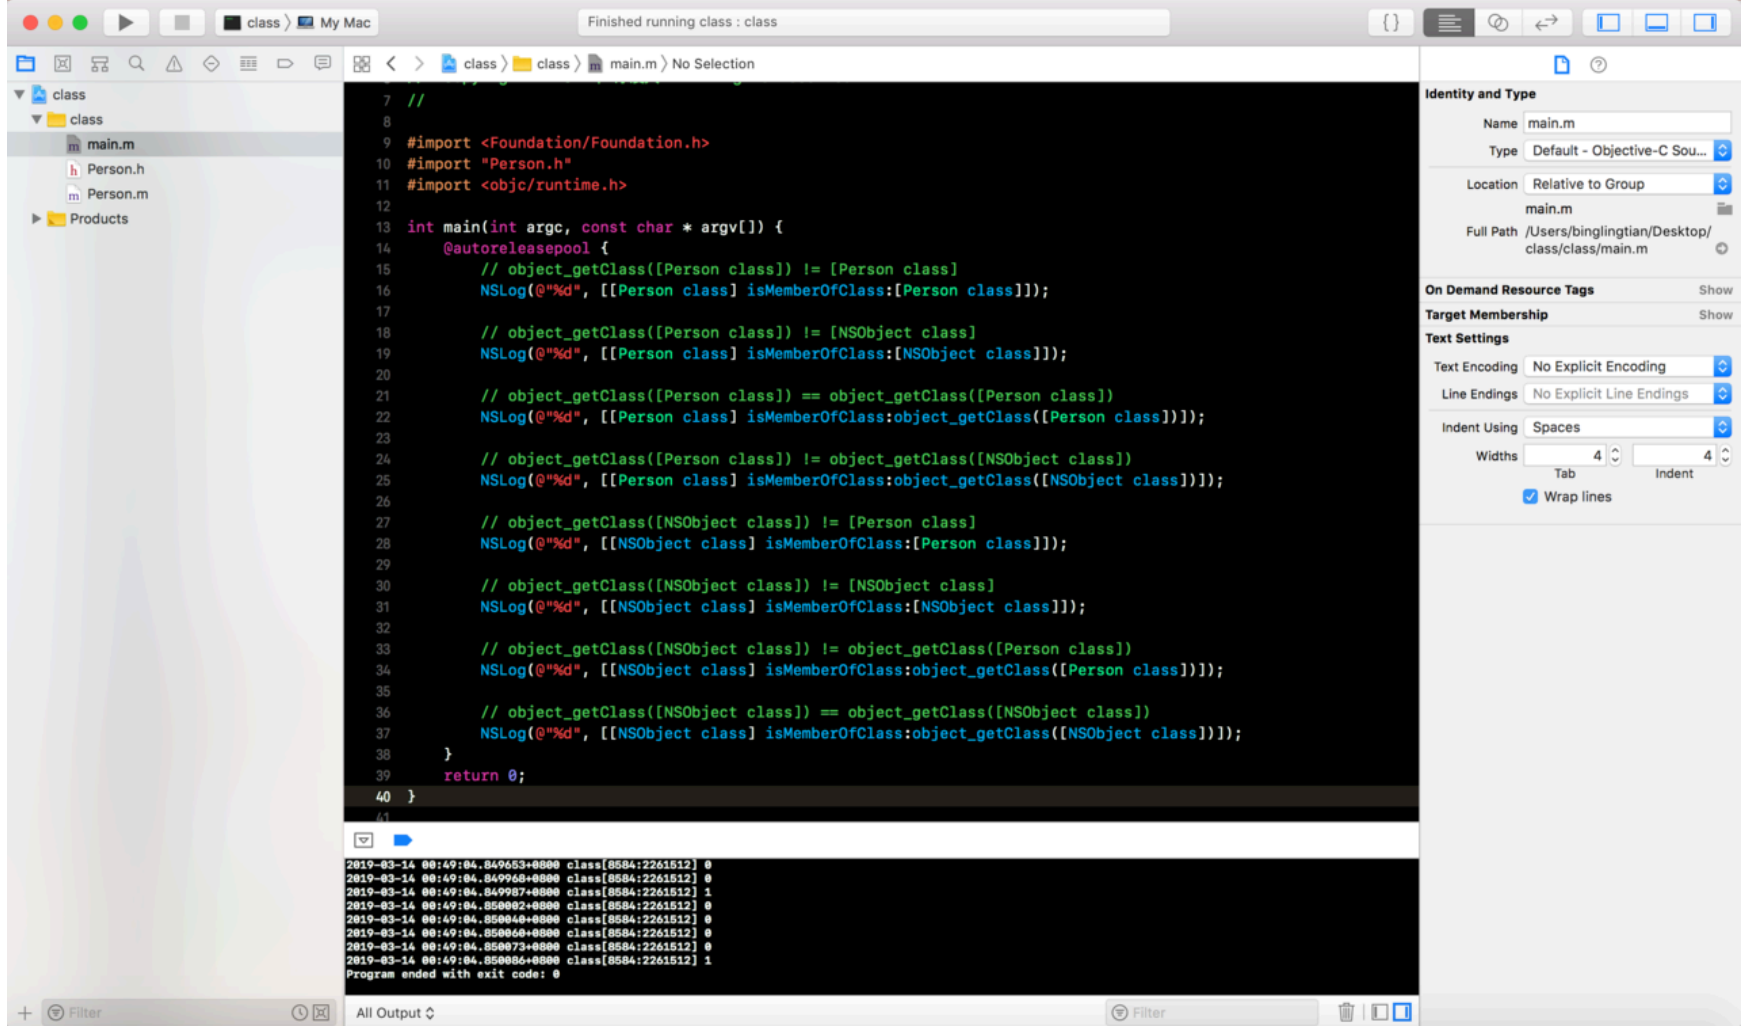 class 〉 My Mac
Finished running class : class
{ }
class 〉 class 〉 main.m 〉 No Selection
class
class
main.m
Person.h
Person.m
Products
7 //
8
9 #import <Foundation/Foundation.h>
10 #import "Person.h"
11 #import <objc/runtime.h>
12
13 int main(int argc, const char * argv[]) {
14 @autoreleasepool {
15 // object_getClass([Person class]) != [Person class]
16 NSLog(@"%d", [[Person class] isMemberOfClass:[Person class]]);
17
18 // object_getClass([Person class]) != [NSObject class]
19 NSLog(@"%d", [[Person class] isMemberOfClass:[NSObject class]]);
20
21 // object_getClass([Person class]) == object_getClass([Person class])
22 NSLog(@"%d", [[Person class] isMemberOfClass:object_getClass([Person class])]);
23
24 // object_getClass([Person class]) != object_getClass([NSObject class])
25 NSLog(@"%d", [[Person class] isMemberOfClass:object_getClass([NSObject class])]);
26
27 // object_getClass([NSObject class]) != [Person class]
28 NSLog(@"%d", [[NSObject class] isMemberOfClass:[Person class]]);
29
30 // object_getClass([NSObject class]) != [NSObject class]
31 NSLog(@"%d", [[NSObject class] isMemberOfClass:[NSObject class]]);
32
33 // object_getClass([NSObject class]) != object_getClass([Person class])
34 NSLog(@"%d", [[NSObject class] isMemberOfClass:object_getClass([Person class])]);
35
36 // object_getClass([NSObject class]) == object_getClass([NSObject class])
37 NSLog(@"%d", [[NSObject class] isMemberOfClass:object_getClass([NSObject class])]);
38 }
39 return 0;
40 }
41
2019-03-14 00:49:04.849653+0800 class[8584:2261512] 0
2019-03-14 00:49:04.849968+0800 class[8584:2261512] 0
2019-03-14 00:49:04.849987+0800 class[8584:2261512] 1
2019-03-14 00:49:04.850002+0800 class[8584:2261512] 0
2019-03-14 00:49:04.850040+0800 class[8584:2261512] 0
2019-03-14 00:49:04.850060+0800 class[8584:2261512] 0
2019-03-14 00:49:04.850073+0800 class[8584:2261512] 0
2019-03-14 00:49:04.850086+0800 class[8584:2261512] 1
Program ended with exit code: 0
Filter
All Output
Filter
Identity and Type
Name main.m
Type Default - Objective-C Sou...
Location Relative to Group
main.m
Full Path /Users/binglingtian/Desktop/
class/class/main.m
On Demand Resource Tags Show
Target Membership Show
Text Settings
Text Encoding No Explicit Encoding
Line Endings No Explicit Line Endings
Indent Using Spaces
Widths 4 4
Tab Indent
Wrap lines